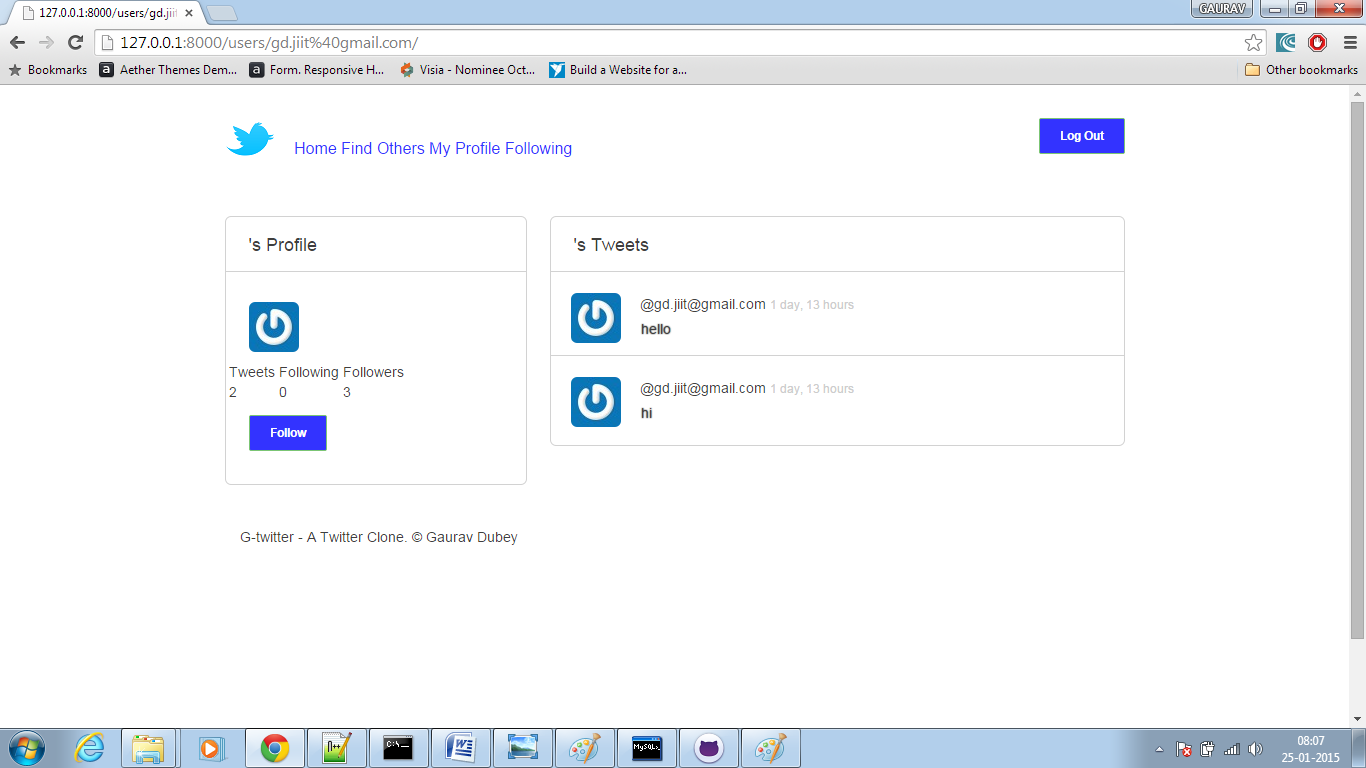 127.0.0.1:8000/users/gd.jiit
GAURAV
127.0.0.1:8000/users/gd.jiit%40gmail.com/
Bookmarks Aether Themes Dem... Form. Responsive H... Visia - Nominee Oct... Build a Website for a... Other bookmarks
Home Find Others My Profile Following
Log Out
's Profile
Tweets Following Followers
2 0 3
Follow
's Tweets
@gd.jiit@gmail.com 1 day, 13 hours
hello
@gd.jiit@gmail.com 1 day, 13 hours
hi
G-twitter - A Twitter Clone. © Gaurav Dubey
C:\
MySQL
08:07
25-01-2015